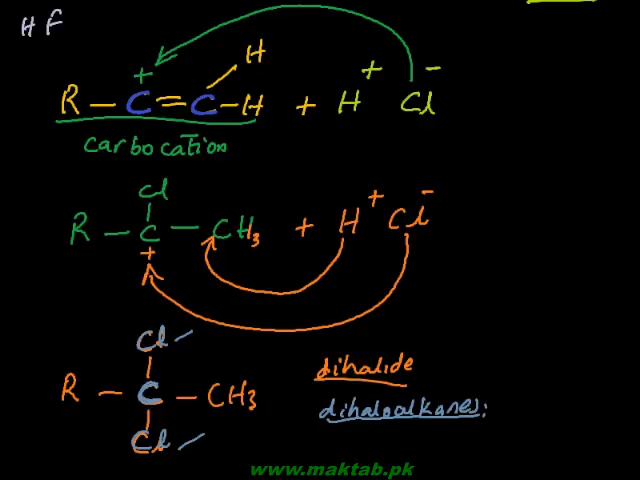 HF
+ H + −
R — C = C — H + H Cl
carbocation
Cl + −
R — C — CH3 + H Cl
+
Cl
R — C — CH3 dihalide
dihaloalkanes:
Cl
www.maktab.pk